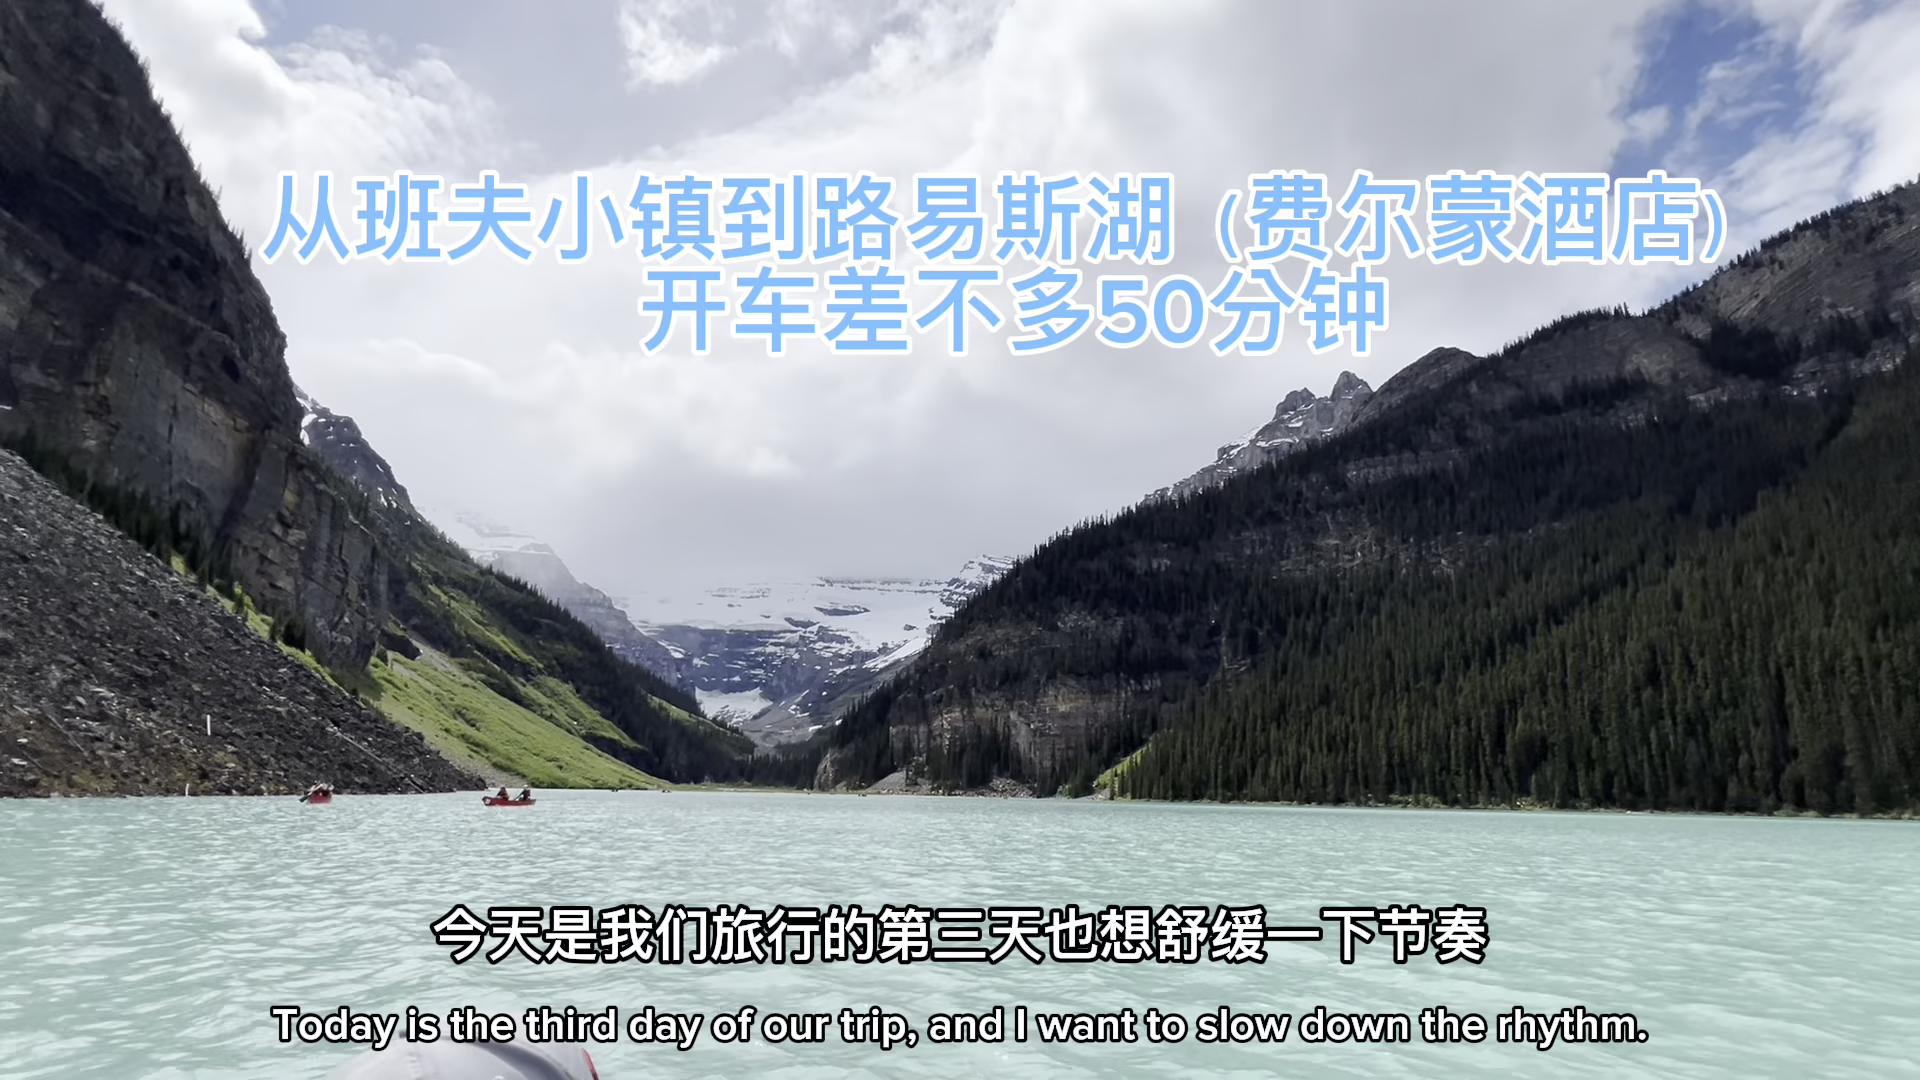 从班夫小镇到路易斯湖（费尔蒙酒店）
开车差不多50分钟
今天是我们旅行的第三天也想舒缓一下节奏
Today is the third day of our trip, and I want to slow down the rhythm.